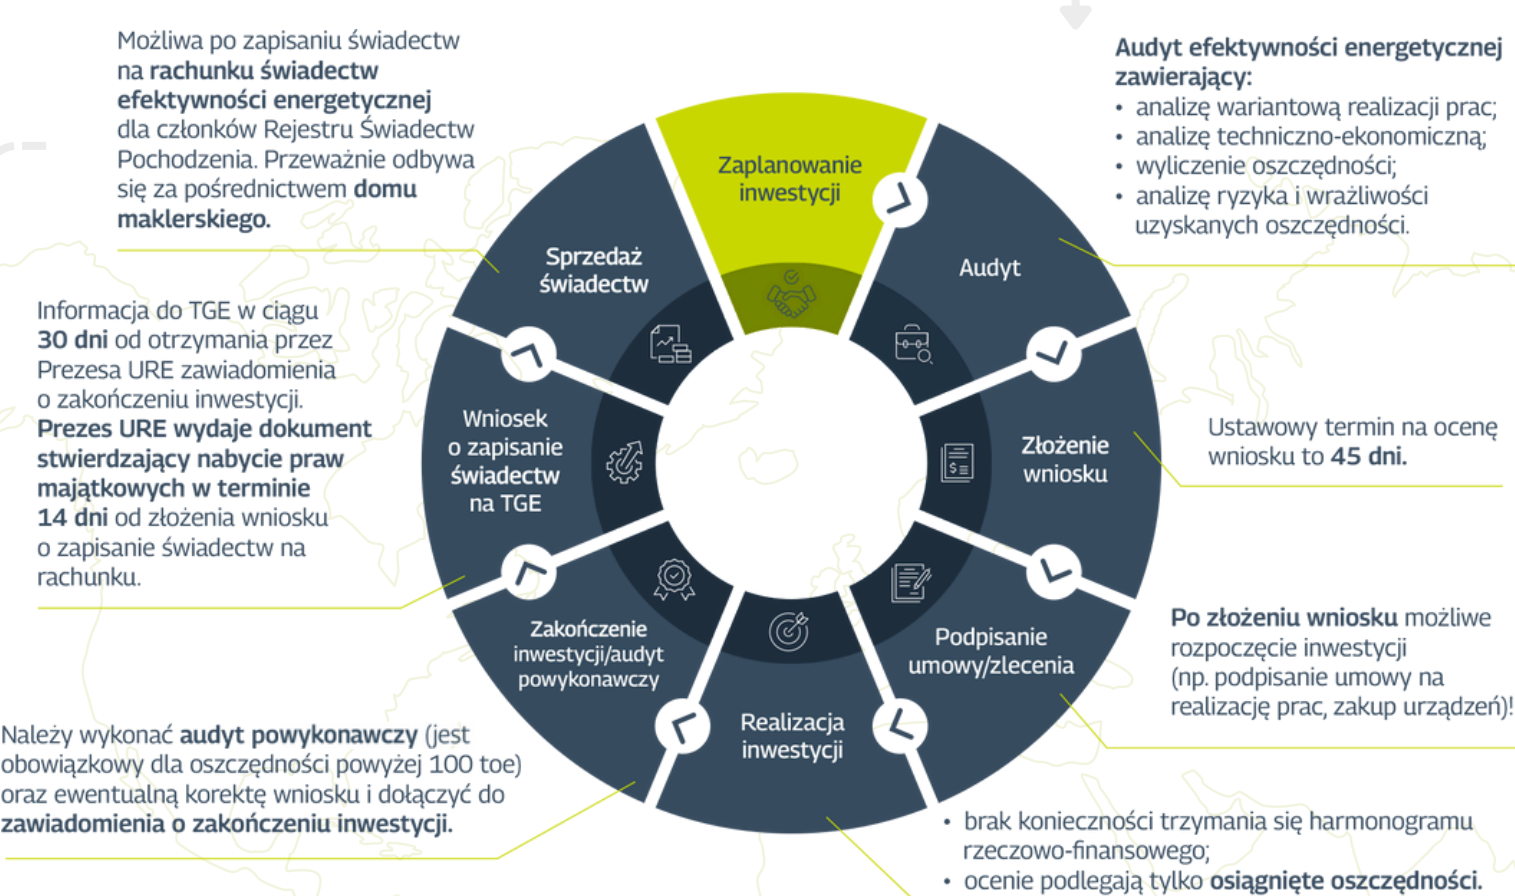 Możliwa po zapisaniu świadectw
na rachunku świadectw
efektywności energetycznej
dla członków Rejestru Świadectw
Pochodzenia. Przeważnie odbywa
się za pośrednictwem domu
maklerskiego.
Audyt efektywności energetycznej
zawierający:
• analizę wariantową realizacji prac;
• analizę techniczno-ekonomiczną;
• wyliczenie oszczędności;
• analizę ryzyka i wrażliwości
uzyskanych oszczędności.
Zaplanowanie
inwestycji
Audyt
Złożenie
wniosku
Podpisanie
umowy/zlecenia
Realizacja
inwestycji
Zakończenie
inwestycji/audyt
powykonawczy
Wniosek
o zapisanie
świadectw
na TGE
Sprzedaż
świadectw
Informacja do TGE w ciągu
30 dni od otrzymania przez
Prezesa URE zawiadomienia
o zakończeniu inwestycji.
Prezes URE wydaje dokument
stwierdzający nabycie praw
majątkowych w terminie
14 dni od złożenia wniosku
o zapisanie świadectw na
rachunku.
Ustawowy termin na ocenę
wniosku to 45 dni.
Po złożeniu wniosku możliwe
rozpoczęcie inwestycji
(np. podpisanie umowy na
realizację prac, zakup urządzeń)!
Należy wykonać audyt powykonawczy (jest
obowiązkowy dla oszczędności powyżej 100 toe)
oraz ewentualną korektę wniosku i dołączyć do
zawiadomienia o zakończeniu inwestycji.
• brak konieczności trzymania się harmonogramu
rzeczowo-finansowego;
• ocenie podlegają tylko osiągnięte oszczędności.